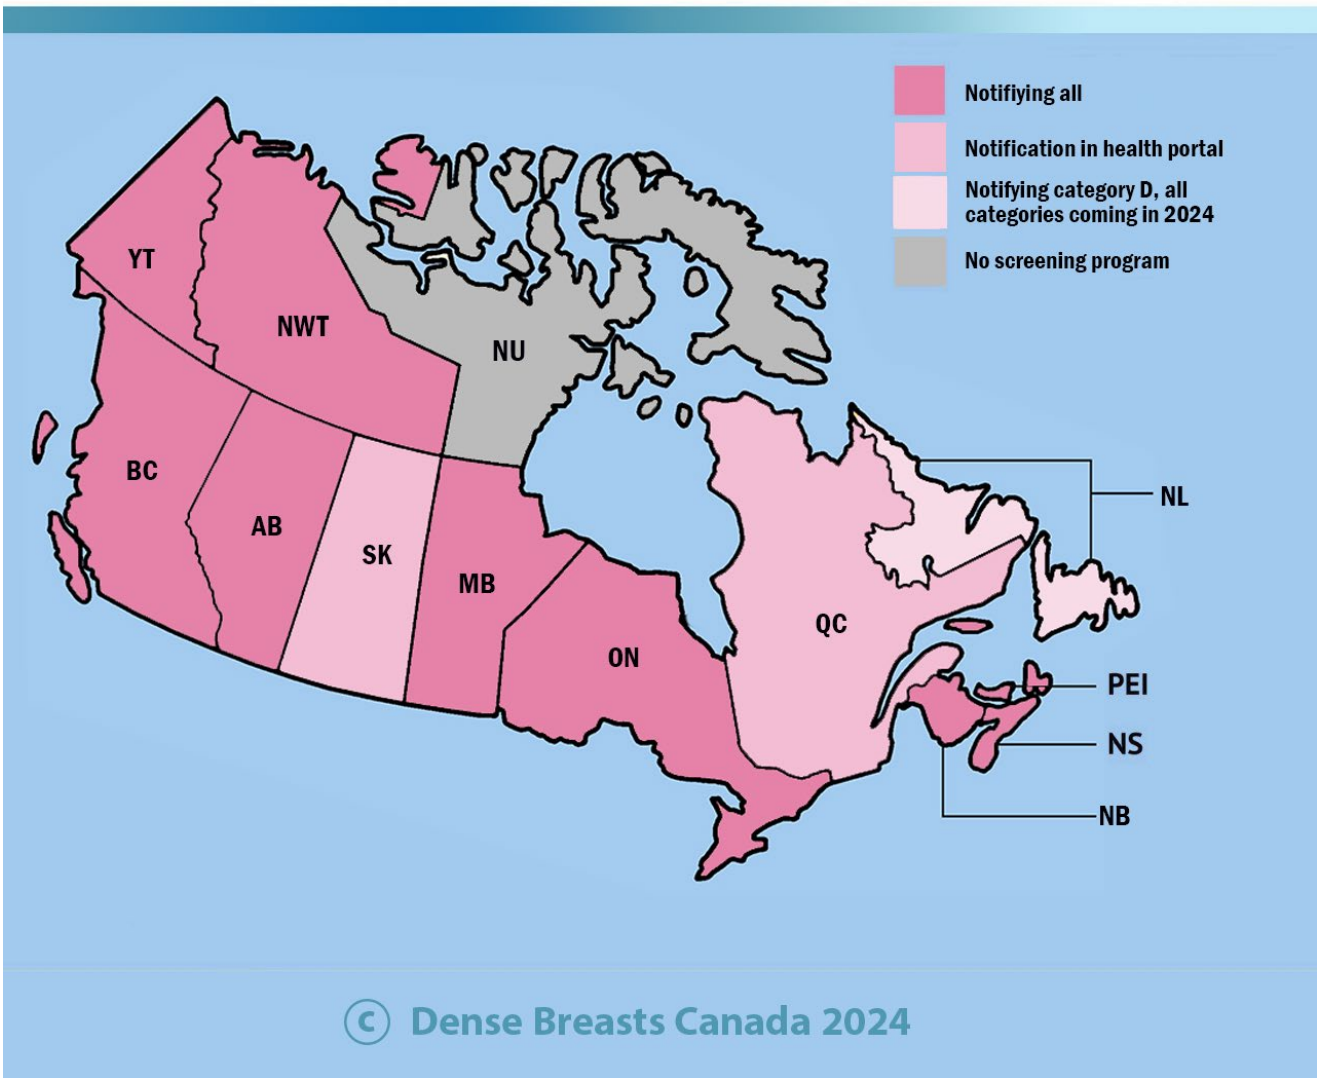 Notifiying all
Notification in health portal
Notifying category D, all
categories coming in 2024
No screening program
YT
NWT
NU
BC
AB
SK
MB
ON
QC
NL
PEI
NS
NB
© Dense Breasts Canada 2024